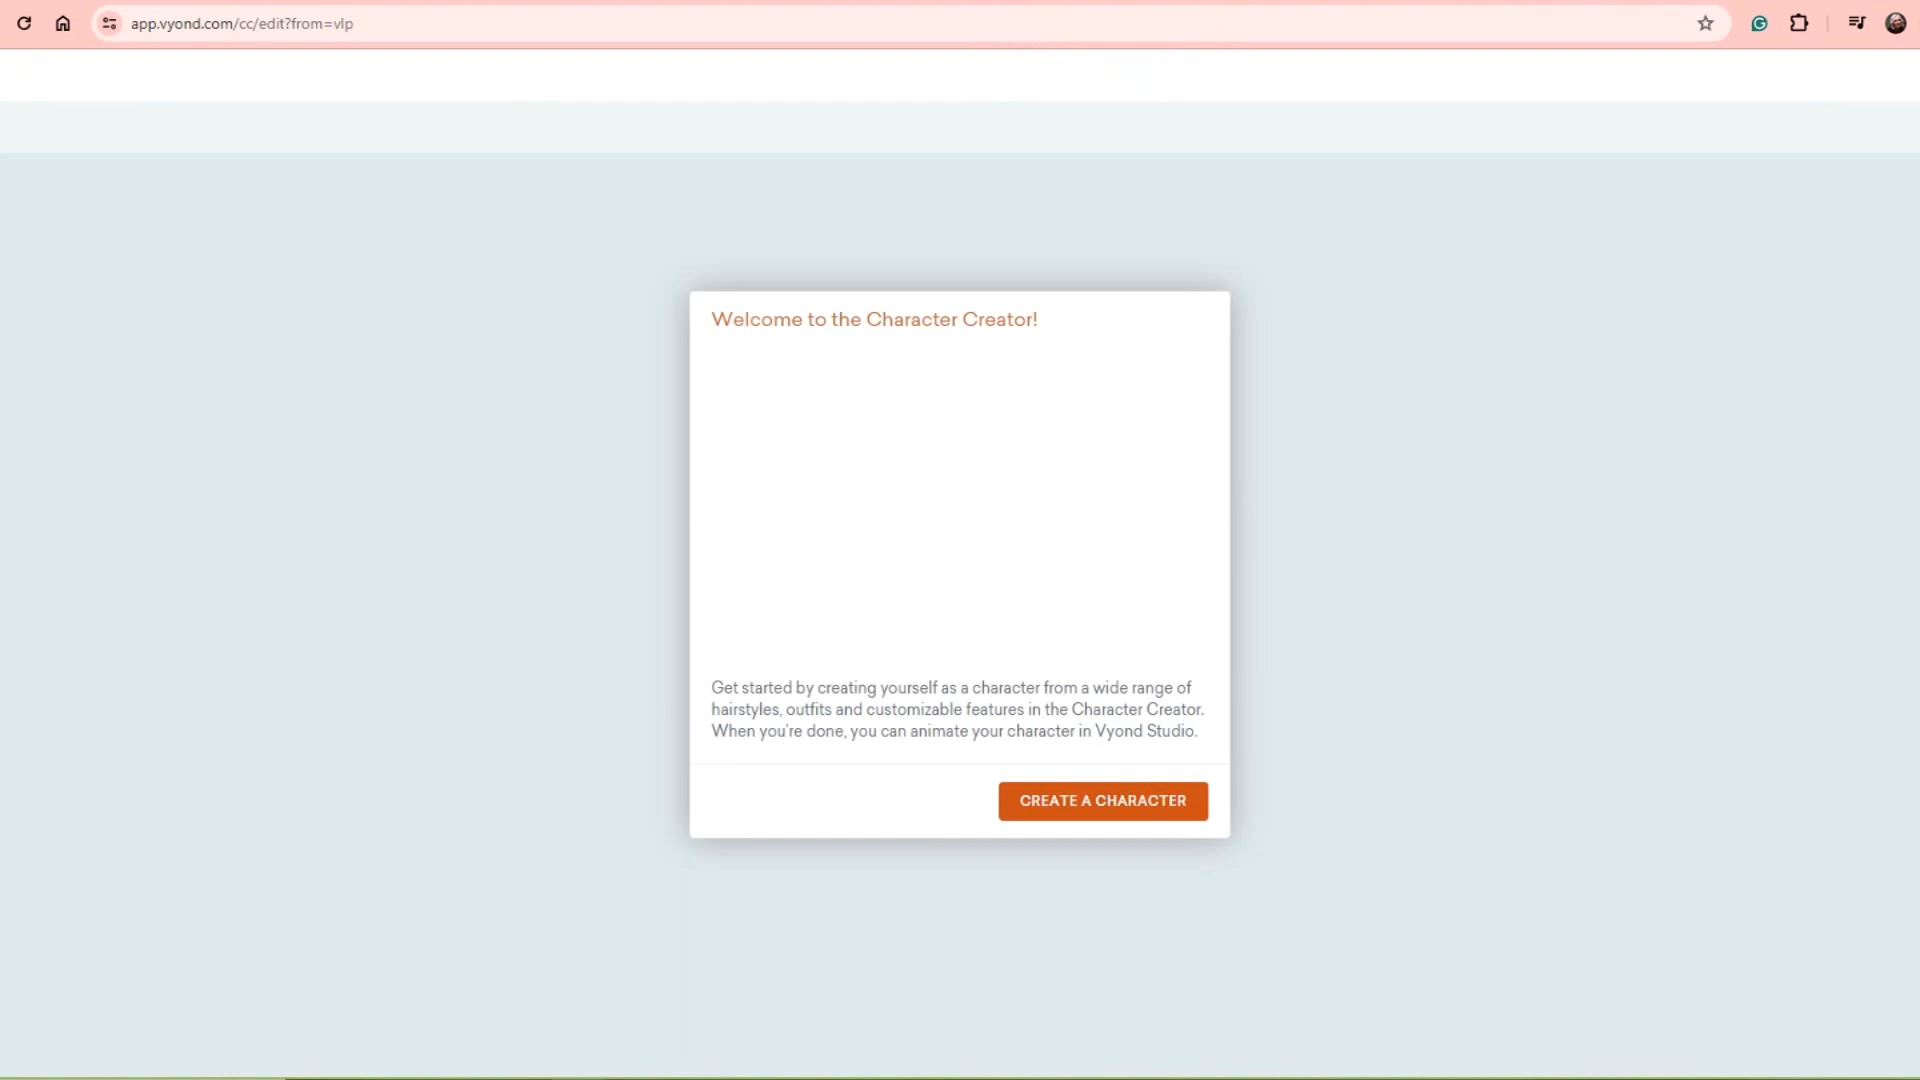 app.vyond.com/cc/edit?from=vlp
Welcome to the Character Creator!
Get started by creating yourself as a character from a wide range of
hairstyles, outfits and customizable features in the Character Creator.
When you're done, you can animate your character in Vyond Studio.
CREATE A CHARACTER